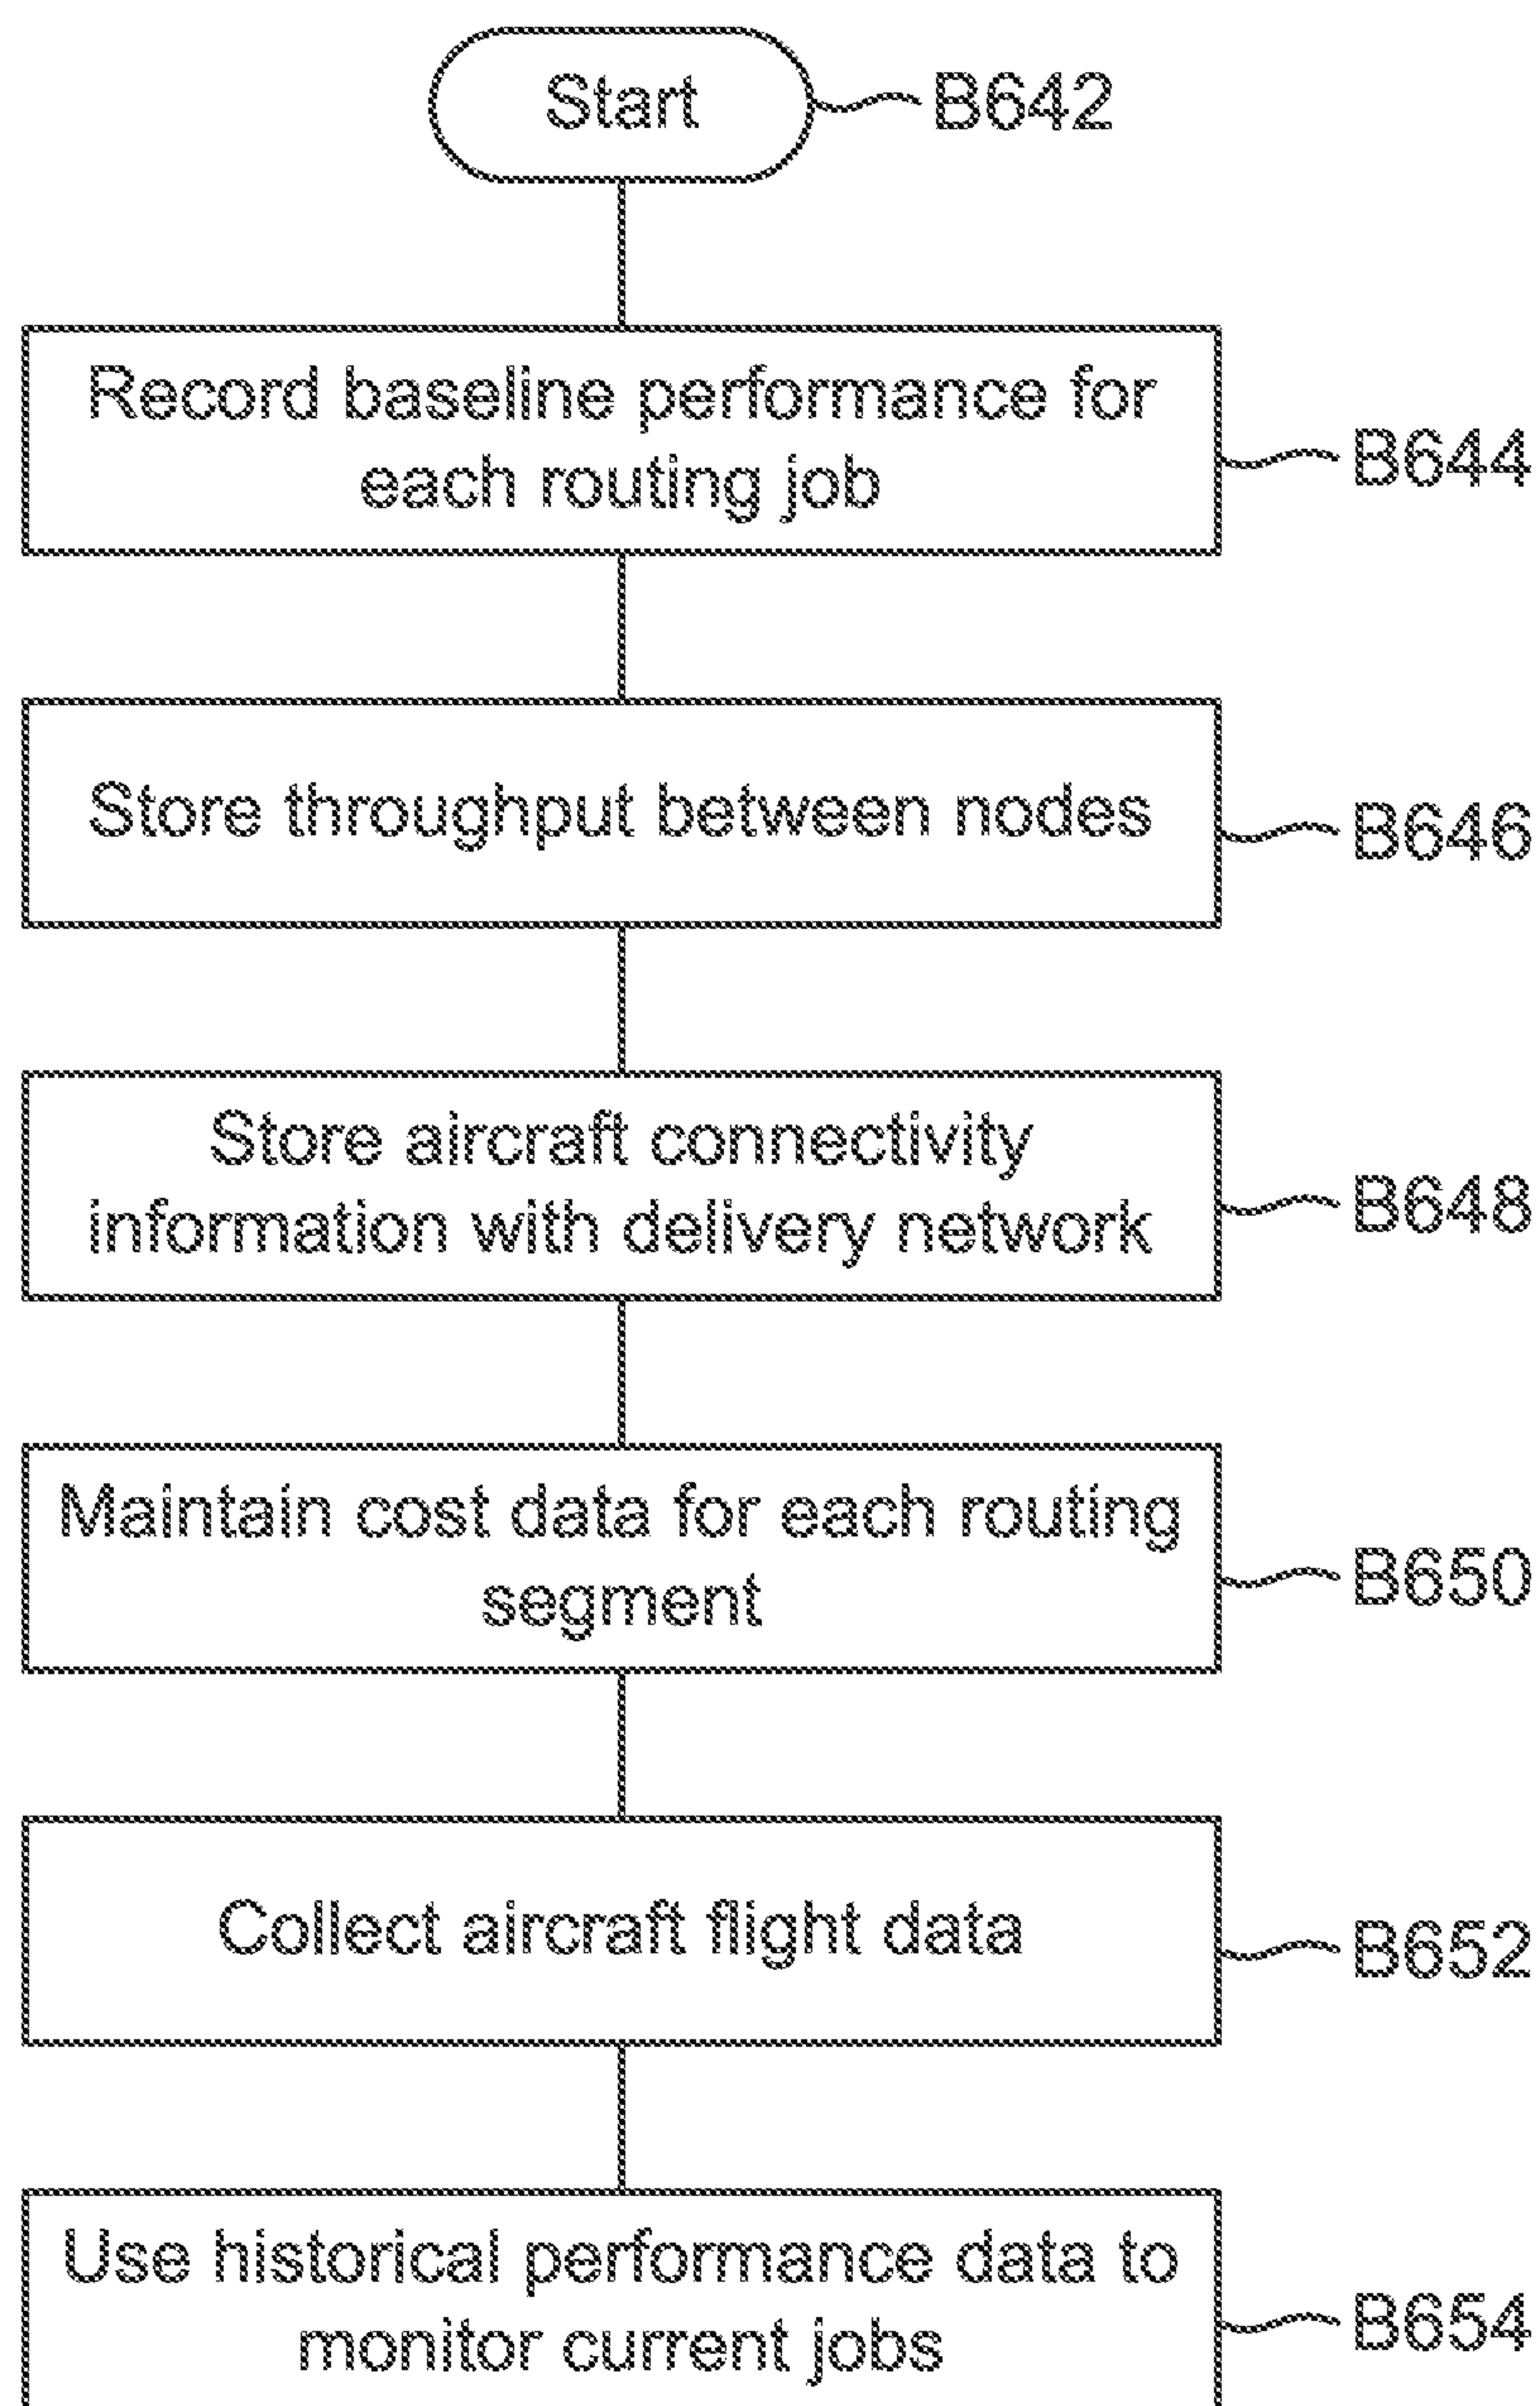 Start
B642
Record baseline performance for
each routing job
B644
Store throughput between nodes
B646
Store aircraft connectivity
information with delivery network
B648
Maintain cost data for each routing
segment
B650
Collect aircraft flight data
B652
Use historical performance data to
monitor current jobs
B654